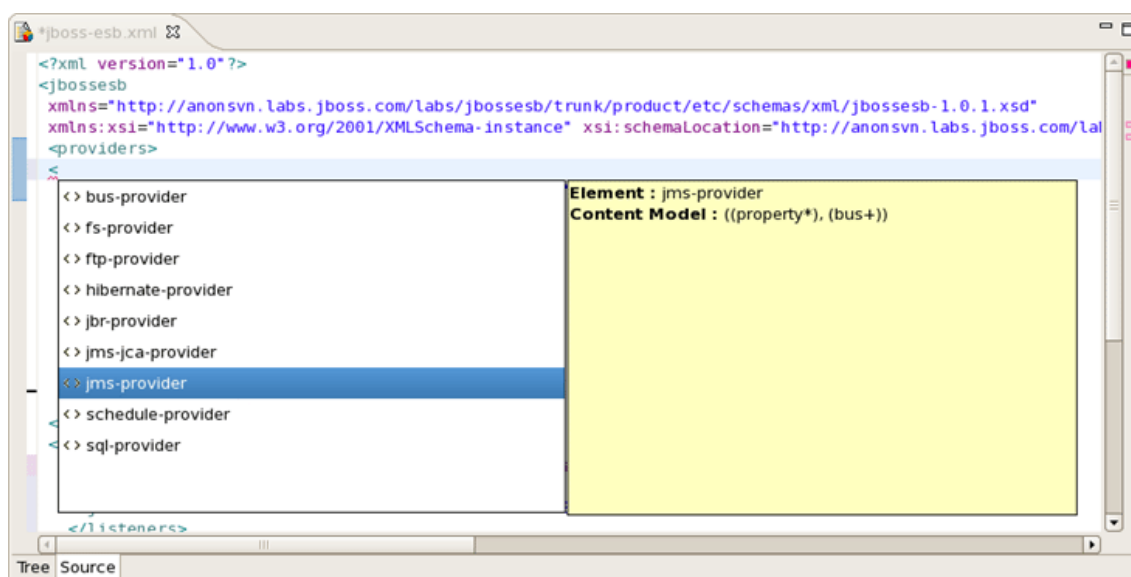 *jboss-esb.xml
<?xml version="1.0"?>
<jbossesb
xmlns="http://anonsvn.labs.jboss.com/labs/jbossesb/trunk/product/etc/schemas/xml/jbossesb-1.0.1.xsd"
xmlns:xsi="http://www.w3.org/2001/XMLSchema-instance" xsi:schemaLocation="http://anonsvn.labs.jboss.com/la
<providers>
<
<> bus-provider
<> fs-provider
<> ftp-provider
<> hibernate-provider
<> jbr-provider
<> jms-jca-provider
<> jms-provider
<> schedule-provider
<> sql-provider
Element : jms-provider
Content Model : ((property*), (bus+))
</listeners>
Tree Source